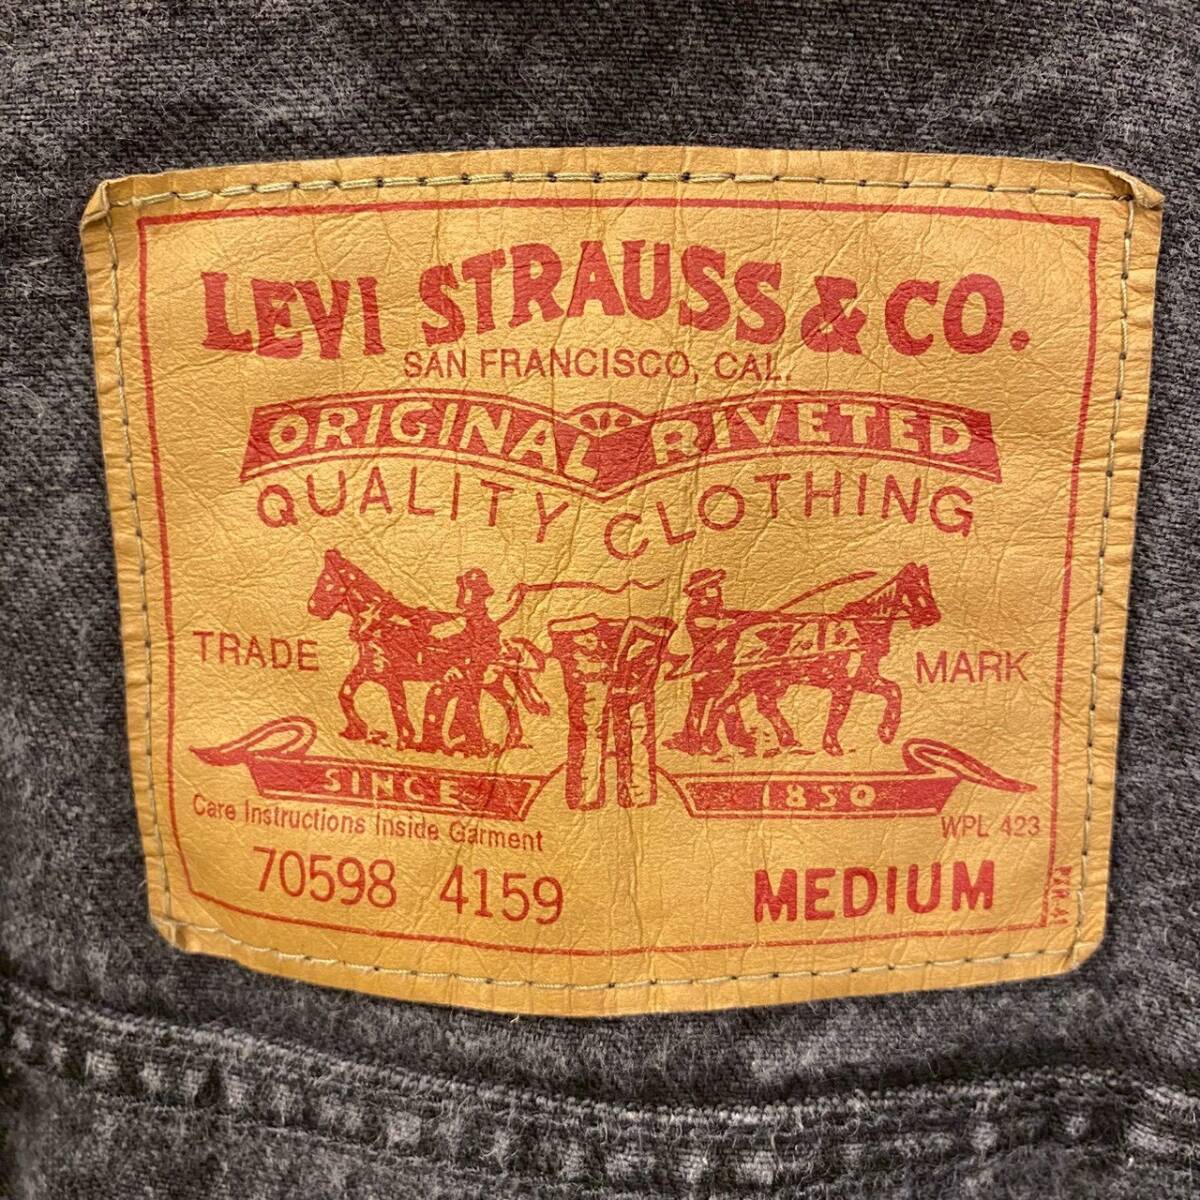 LEVI STRAUSS & CO.
SAN FRANCISCO, CAL.
ORIGINAL RIVETED
QUALITY CLOTHING
TRADE MARK
SINCE 1850
Care Instructions Inside Garment
WPL 423
70598 4159 MEDIUM